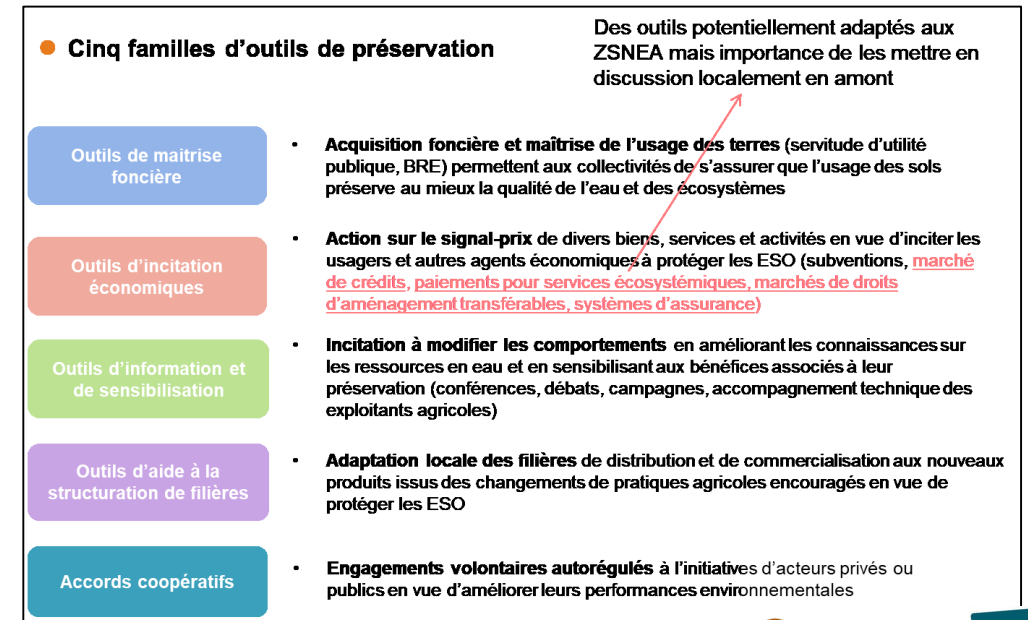 • Cinq familles d'outils de préservation
Des outils potentiellement adaptés aux
ZSNEA mais importance de les mettre en
discussion localement en amont
Outils de maitrise
foncière
• Acquisition foncière et maîtrise de l'usage des terres (servitude d'utilité
publique, BRE) permettent aux collectivités de s'assurer que l'usage des sols
préserve au mieux la qualité de l'eau et des écosystèmes
Outils d'incitation
économiques
• Action sur le signal-prix de divers biens, services et activités en vue d'inciter les
usagers et autres agents économiques à protéger les ESO (subventions, marché
de crédits, paiements pour services écosystémiques, marchés de droits
d'aménagement transférables, systèmes d'assurance)
Outils d'information et
de sensibilisation
• Incitation à modifier les comportements en améliorant les connaissances sur
les ressources en eau et en sensibilisant aux bénéfices associés à leur
préservation (conférences, débats, campagnes, accompagnement technique des
exploitants agricoles)
Outils d'aide à la
structuration de filières
• Adaptation locale des filières de distribution et de commercialisation aux nouveaux
produits issus des changements de pratiques agricoles encouragés en vue de
protéger les ESO
Accords coopératifs
• Engagements volontaires autorégulés à l'initiatives d'acteurs privés ou
publics en vue d'améliorer leurs performances environnementales